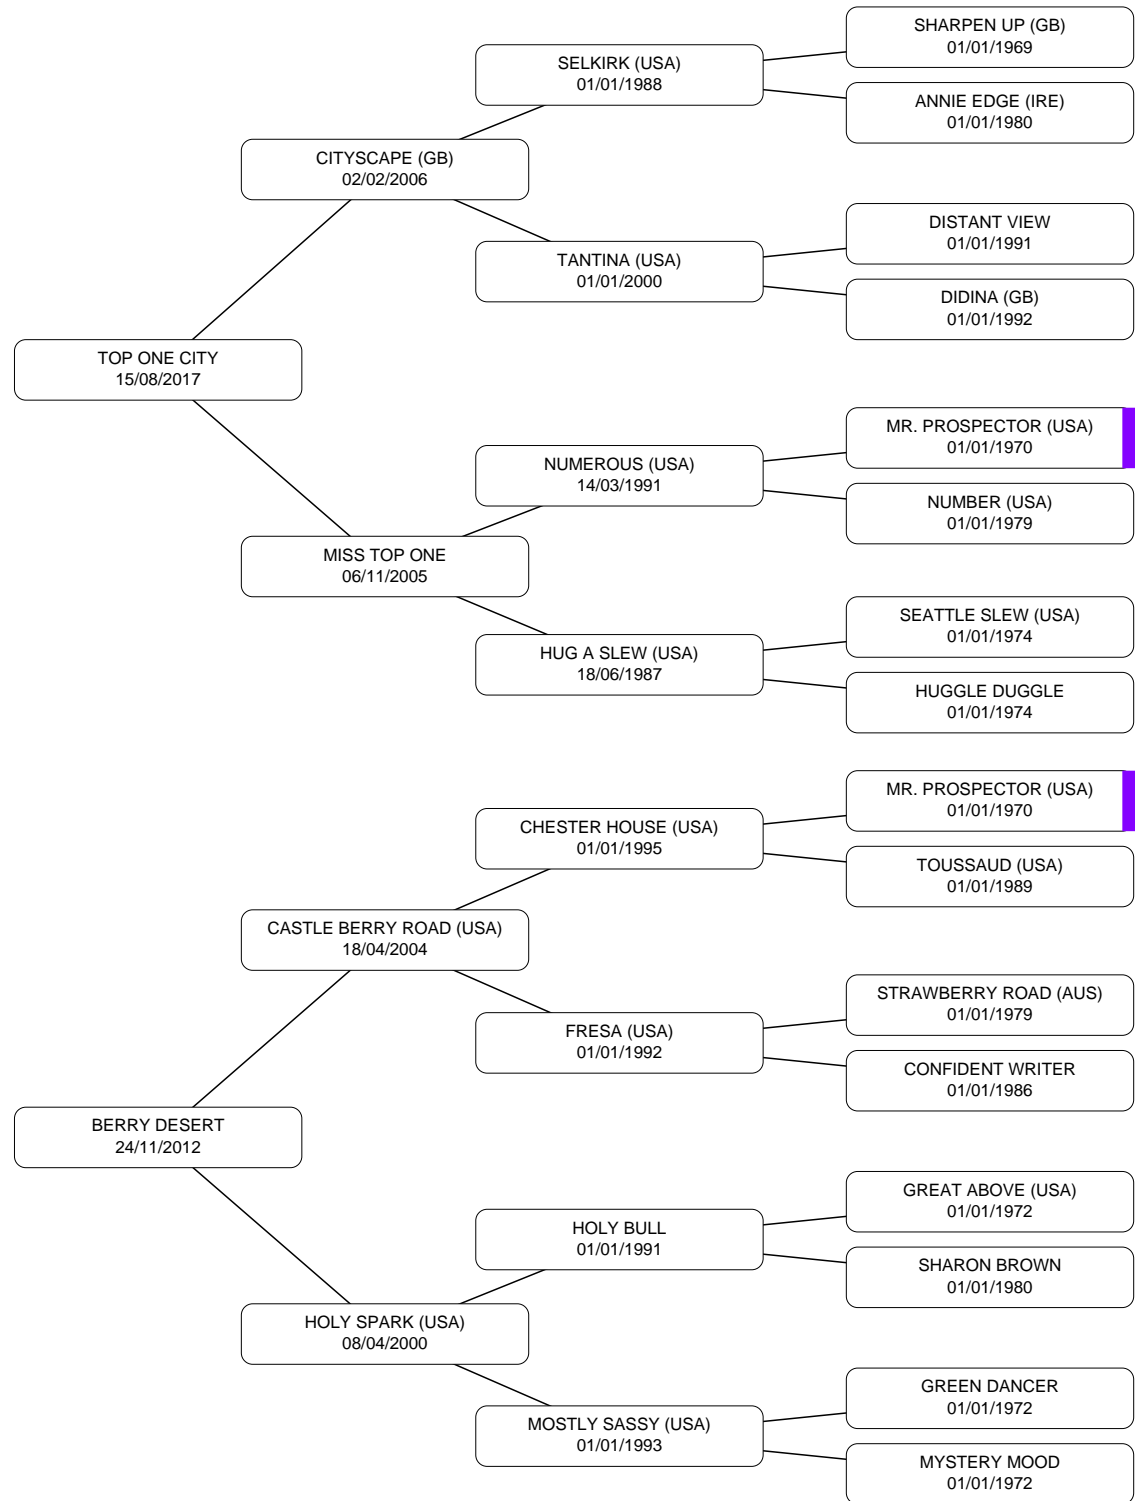 SHARPEN UP (GB)
01/01/1969
SELKIRK (USA)
01/01/1988
ANNIE EDGE (IRE)
01/01/1980
CITYSCAPE (GB)
02/02/2006
DISTANT VIEW
01/01/1991
TANTINA (USA)
01/01/2000
DIDINA (GB)
01/01/1992
TOP ONE CITY
15/08/2017
MR. PROSPECTOR (USA)
01/01/1970
NUMEROUS (USA)
14/03/1991
NUMBER (USA)
01/01/1979
MISS TOP ONE
06/11/2005
SEATTLE SLEW (USA)
01/01/1974
HUG A SLEW (USA)
18/06/1987
HUGGLE DUGGLE
01/01/1974
MR. PROSPECTOR (USA)
01/01/1970
CHESTER HOUSE (USA)
01/01/1995
TOUSSAUD (USA)
01/01/1989
CASTLE BERRY ROAD (USA)
18/04/2004
STRAWBERRY ROAD (AUS)
01/01/1979
FRESA (USA)
01/01/1992
CONFIDENT WRITER
01/01/1986
BERRY DESERT
24/11/2012
GREAT ABOVE (USA)
01/01/1972
HOLY BULL
01/01/1991
SHARON BROWN
01/01/1980
HOLY SPARK (USA)
08/04/2000
GREEN DANCER
01/01/1972
MOSTLY SASSY (USA)
01/01/1993
MYSTERY MOOD
01/01/1972